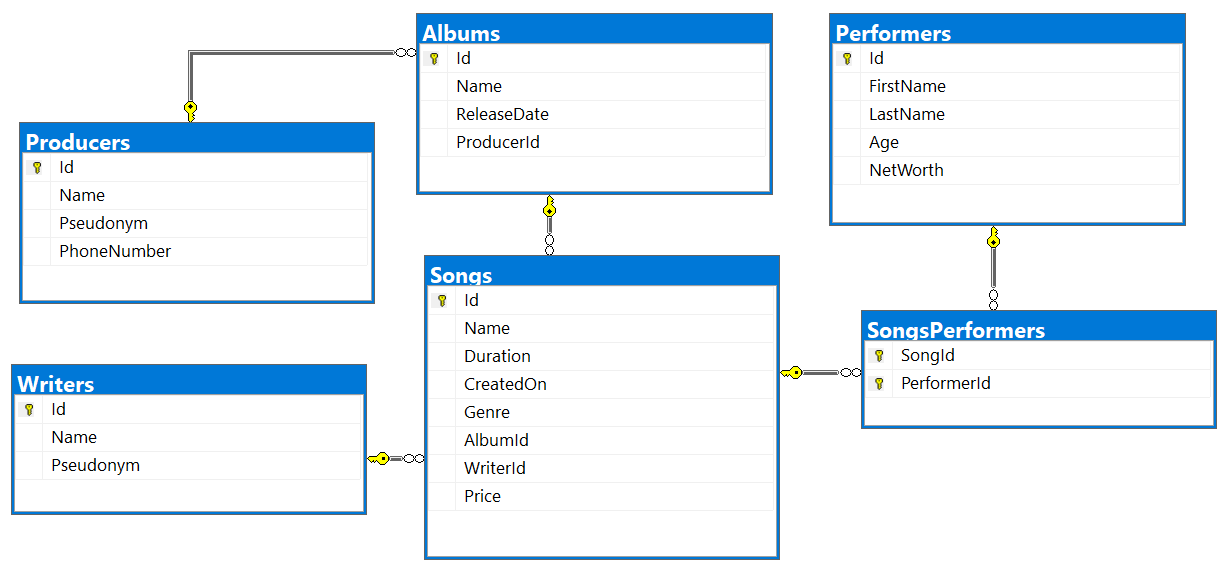 Albums
Id
Name
ReleaseDate
ProducerId
Performers
Id
FirstName
LastName
Age
NetWorth
Producers
Id
Name
Pseudonym
PhoneNumber
Songs
Id
Name
Duration
CreatedOn
Genre
AlbumId
WriterId
Price
SongsPerformers
SongId
PerformerId
Writers
Id
Name
Pseudonym